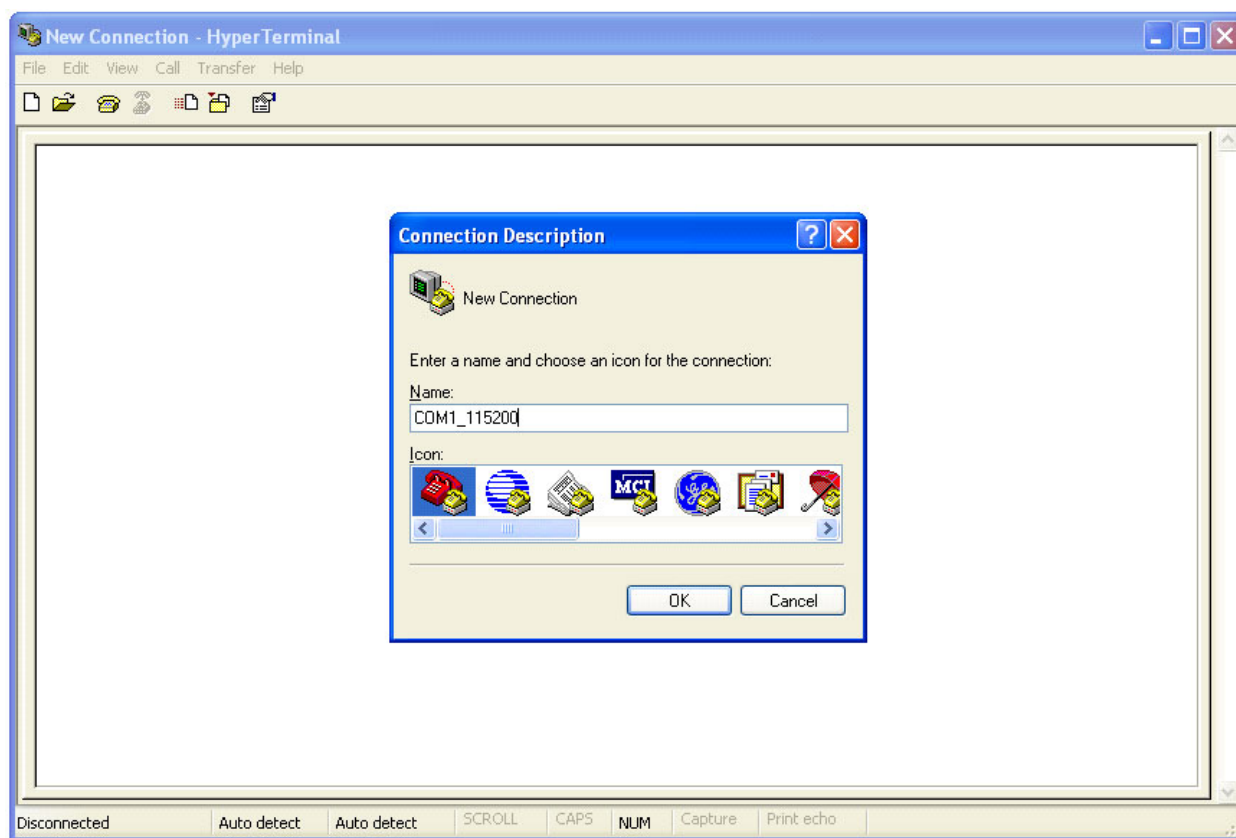 New Connection - HyperTerminal
File Edit View Call Transfer Help
Connection Description
New Connection
Enter a name and choose an icon for the connection:
Name:
COM1_115200
Icon:
MCI
OK Cancel
Disconnected Auto detect Auto detect SCROLL CAPS NUM Capture Print echo